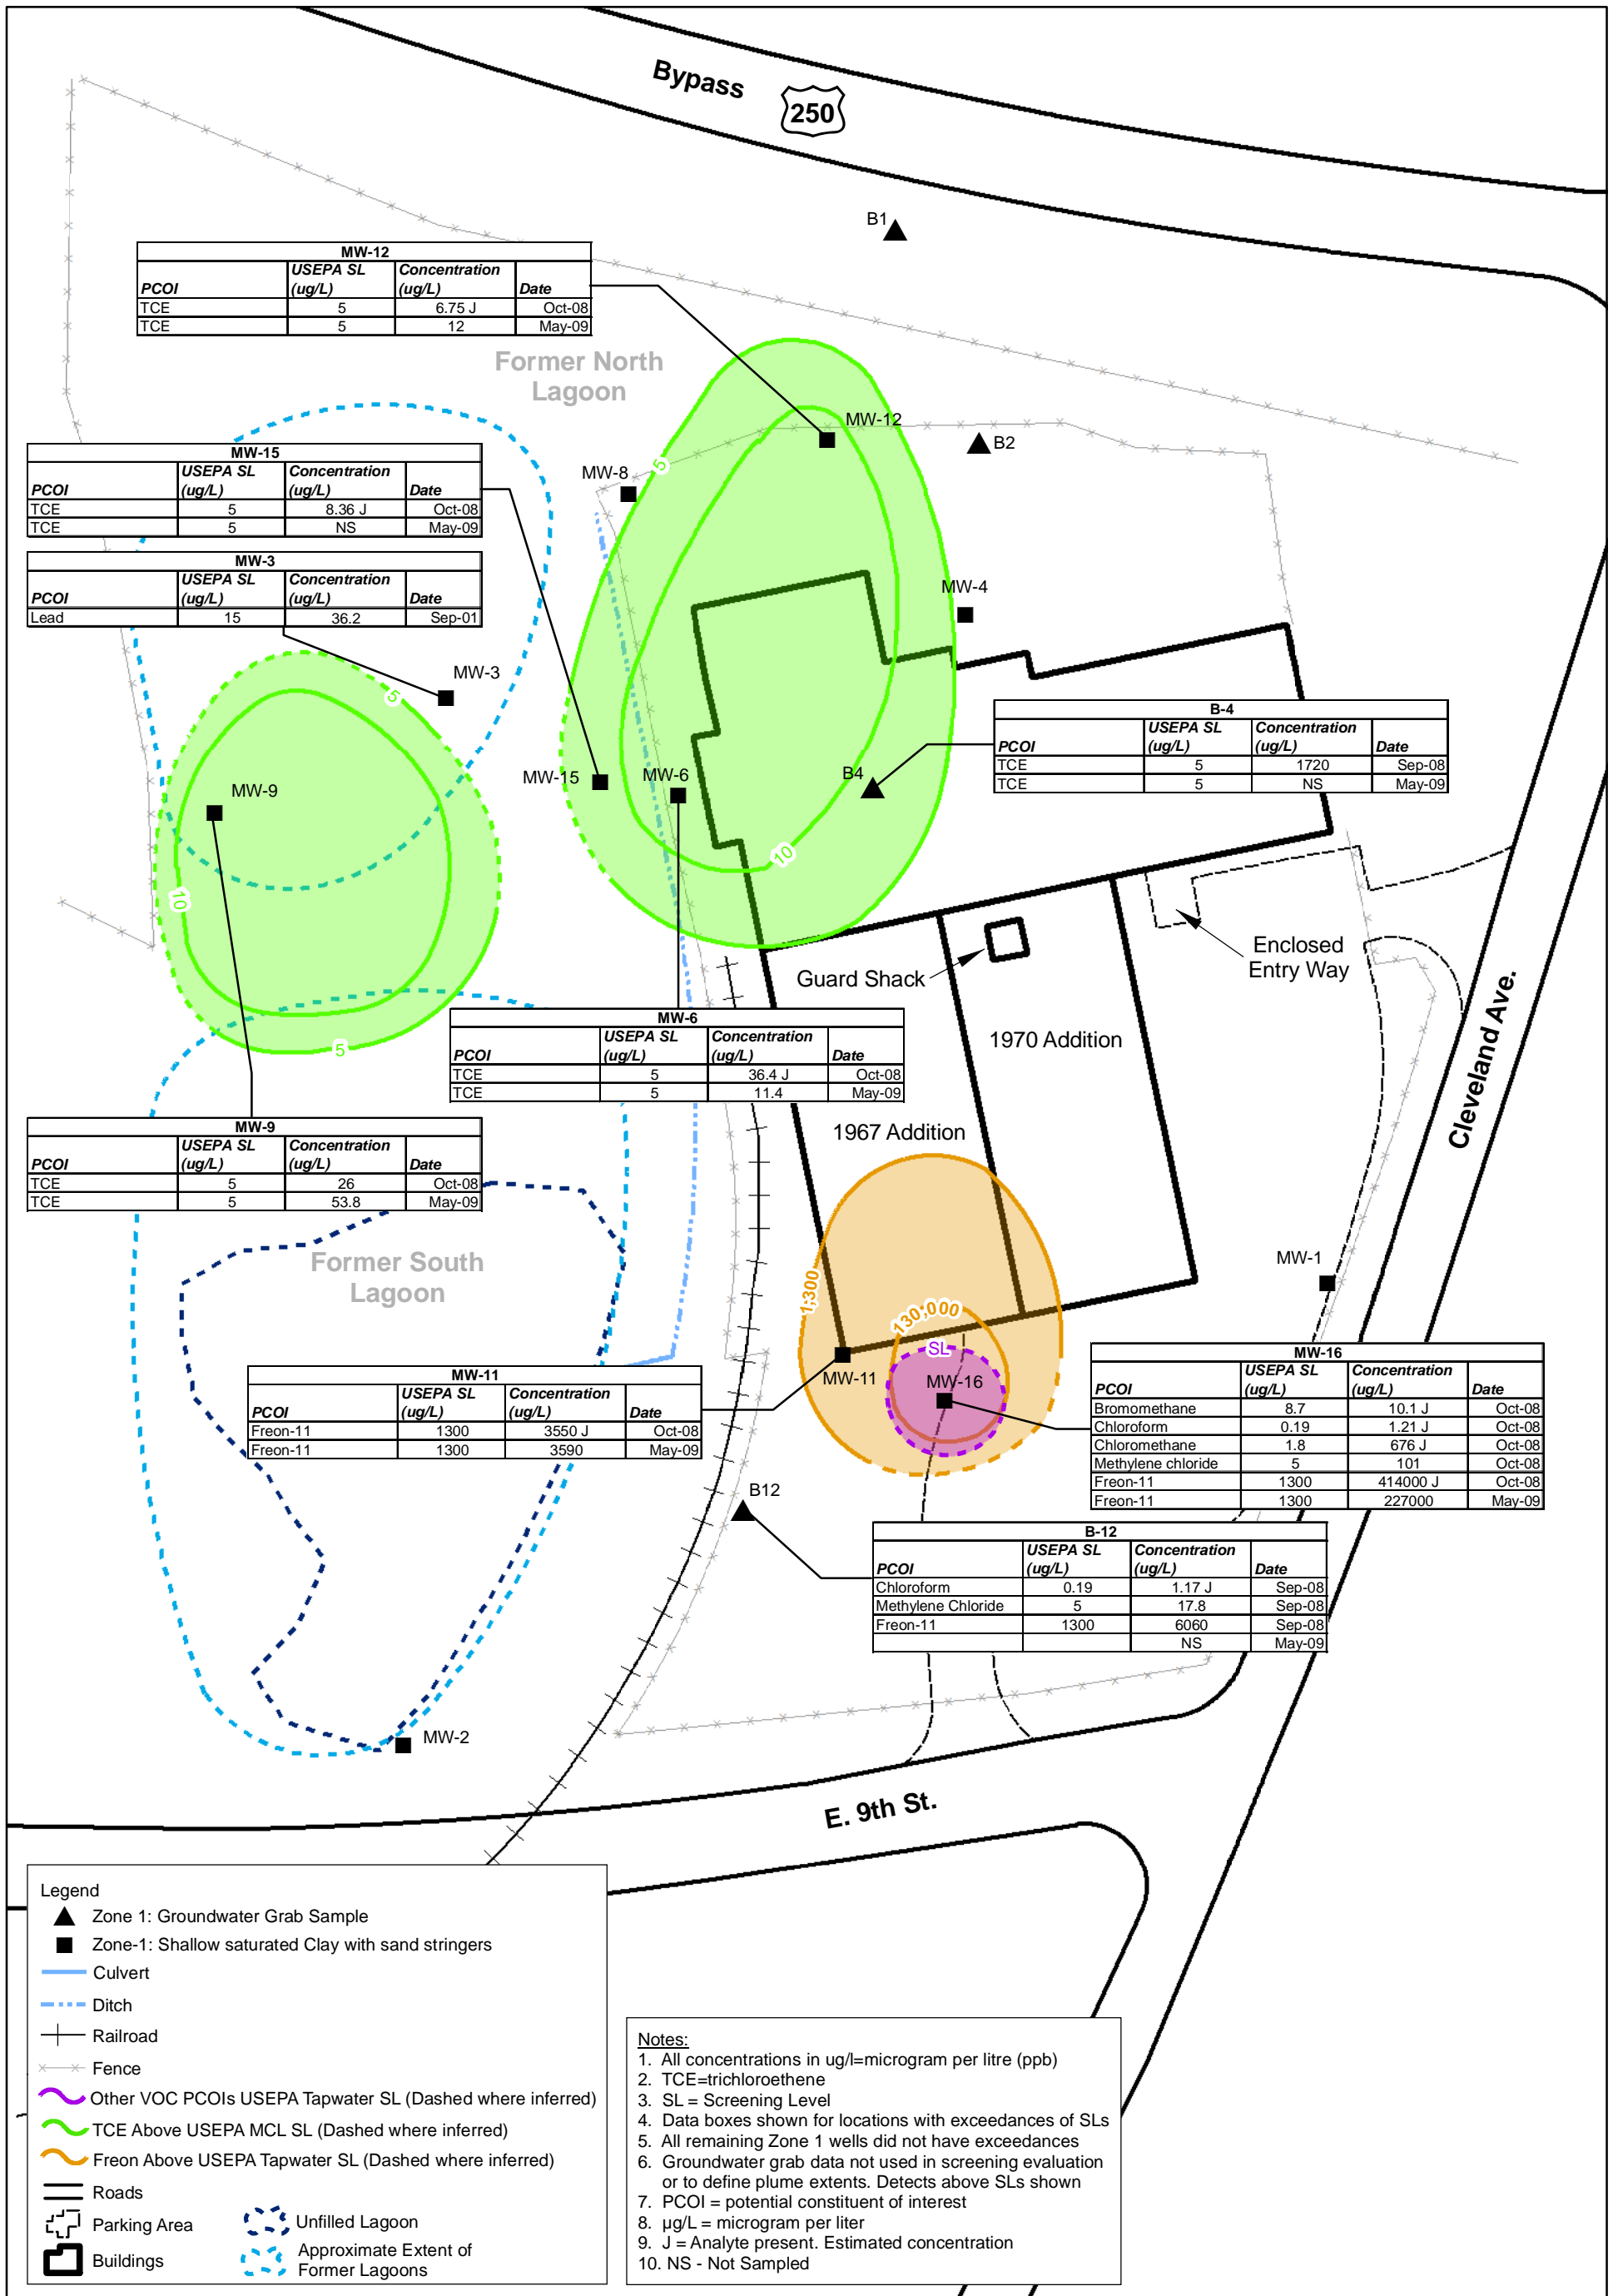 Bypass
250
B1
MW-12
PCOI USEPA SL (ug/L) Concentration (ug/L) Date
TCE 5 6.75 J Oct-08
TCE 5 12 May-09
Former North
Lagoon
MW-12
B2
5
MW-8
MW-15
PCOI USEPA SL (ug/L) Concentration (ug/L) Date
TCE 5 8.36 J Oct-08
TCE 5 NS May-09
MW-3
PCOI USEPA SL (ug/L) Concentration (ug/L) Date
Lead 15 36.2 Sep-01
MW-4
MW-3
5
B-4
PCOI USEPA SL (ug/L) Concentration (ug/L) Date
TCE 5 1720 Sep-08
TCE 5 NS May-09
MW-15
MW-6
B4
MW-9
10
10
5
Guard Shack
Enclosed
Entry Way
Cleveland Ave.
MW-6
PCOI USEPA SL (ug/L) Concentration (ug/L) Date
TCE 5 36.4 J Oct-08
TCE 5 11.4 May-09
1970 Addition
1967 Addition
MW-9
PCOI USEPA SL (ug/L) Concentration (ug/L) Date
TCE 5 26 Oct-08
TCE 5 53.8 May-09
Former South
Lagoon
MW-1
1,300
130,000
SL
MW-11
MW-16
MW-11
PCOI USEPA SL (ug/L) Concentration (ug/L) Date
Freon-11 1300 3550 J Oct-08
Freon-11 1300 3590 May-09
MW-16
PCOI USEPA SL (ug/L) Concentration (ug/L) Date
Bromomethane 8.7 10.1 J Oct-08
Chloroform 0.19 1.21 J Oct-08
Chloromethane 1.8 676 J Oct-08
Methylene chloride 5 101 Oct-08
Freon-11 1300 414000 J Oct-08
Freon-11 1300 227000 May-09
B12
B-12
PCOI USEPA SL (ug/L) Concentration (ug/L) Date
Chloroform 0.19 1.17 J Sep-08
Methylene Chloride 5 17.8 Sep-08
Freon-11 1300 6060 Sep-08
NS May-09
MW-2
E. 9th St.
Legend
Zone 1: Groundwater Grab Sample
Zone-1: Shallow saturated Clay with sand stringers
Culvert
Ditch
Railroad
Fence
Other VOC PCOIs USEPA Tapwater SL (Dashed where inferred)
TCE Above USEPA MCL SL (Dashed where inferred)
Freon Above USEPA Tapwater SL (Dashed where inferred)
Roads
Parking Area
Buildings
Unfilled Lagoon
Approximate Extent of
Former Lagoons
Notes:
1. All concentrations in ug/l=microgram per litre (ppb)
2. TCE=trichloroethene
3. SL = Screening Level
4. Data boxes shown for locations with exceedances of SLs
5. All remaining Zone 1 wells did not have exceedances
6. Groundwater grab data not used in screening evaluation
or to define plume extents. Detects above SLs shown
7. PCOI = potential constituent of interest
8. µg/L = microgram per liter
9. J = Analyte present. Estimated concentration
10. NS - Not Sampled